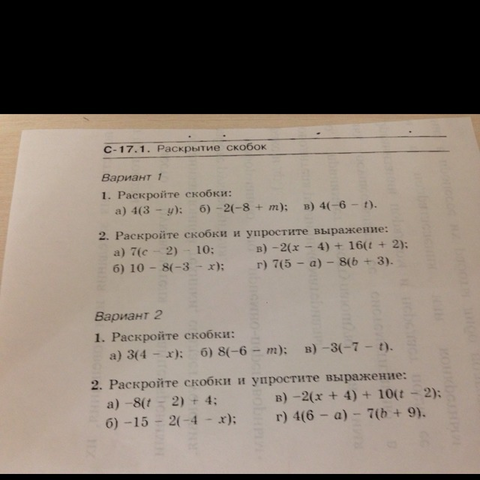 С-17.1. Раскрытие скобок
Вариант 1
1. Раскройте скобки:
а) 4(3 − y); б) −2(−8 + m); в) 4(−6 − t).
2. Раскройте скобки и упростите выражение:
а) 7(c − 2) − 10; в) −2(x − 4) + 16(t + 2);
б) 10 − 8(−3 − x); г) 7(5 − a) − 8(b + 3).
Вариант 2
1. Раскройте скобки:
а) 3(4 − x); б) 8(−6 − m); в) −3(−7 − t).
2. Раскройте скобки и упростите выражение:
а) −8(t − 2) + 4; в) −2(x + 4) + 10(t − 2);
б) −15 − 2(−4 − x); г) 4(6 − a) − 7(b + 9).